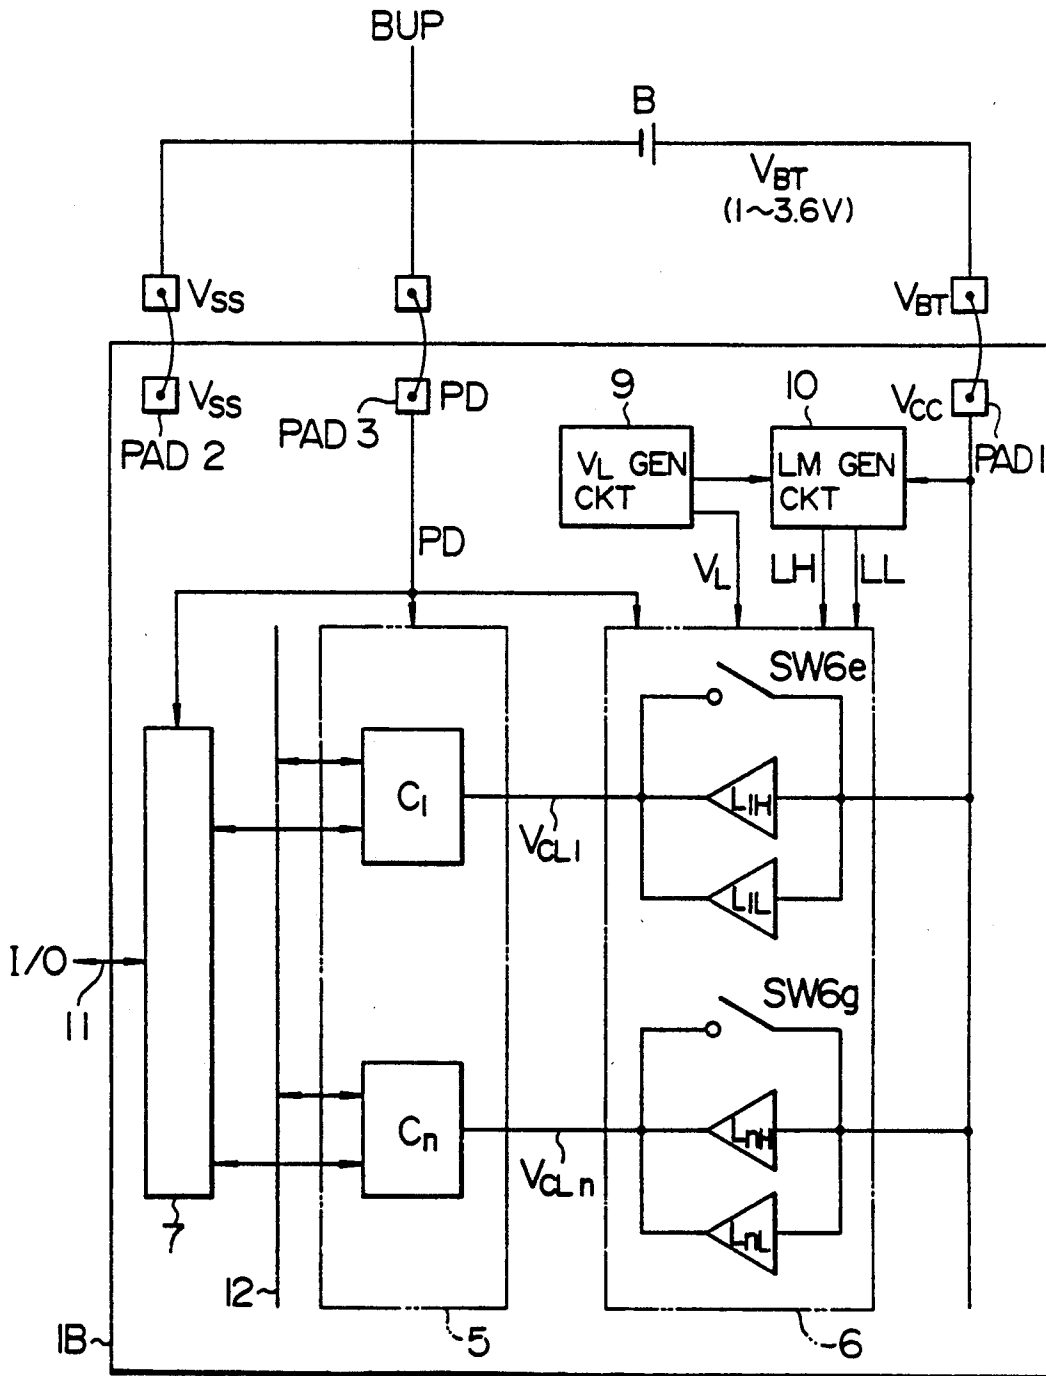 BUP
B
VBT
(1~3.6V)
VSS
VBT
VSS
PAD 2
PAD 3
PD
9
10
VCC
PAD 1
VL GEN
CKT
LM GEN
CKT
PD
VL
LH
LL
SW6e
C1
L1H
VCL1
L1L
I/O
11
SW6g
Cn
LnH
VCLn
LnL
7
12
5
6
1B